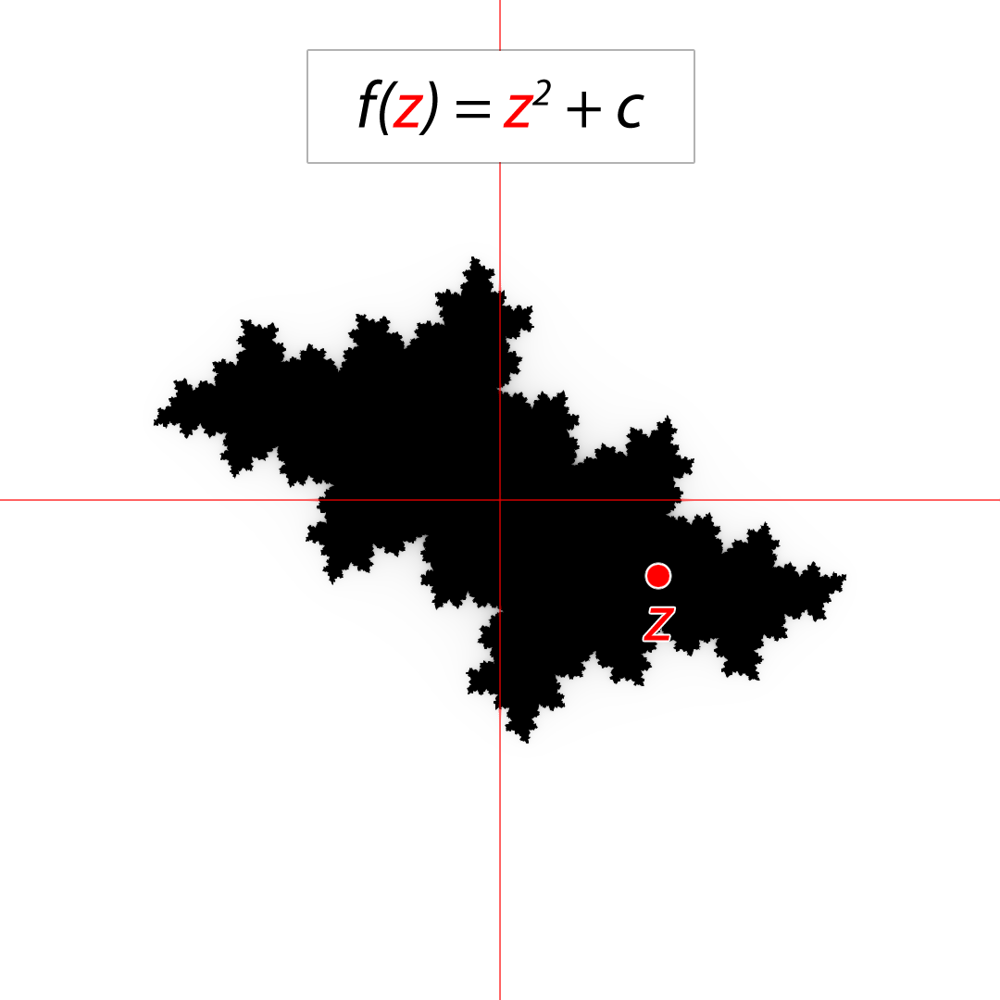 f(z) = z² + c
z